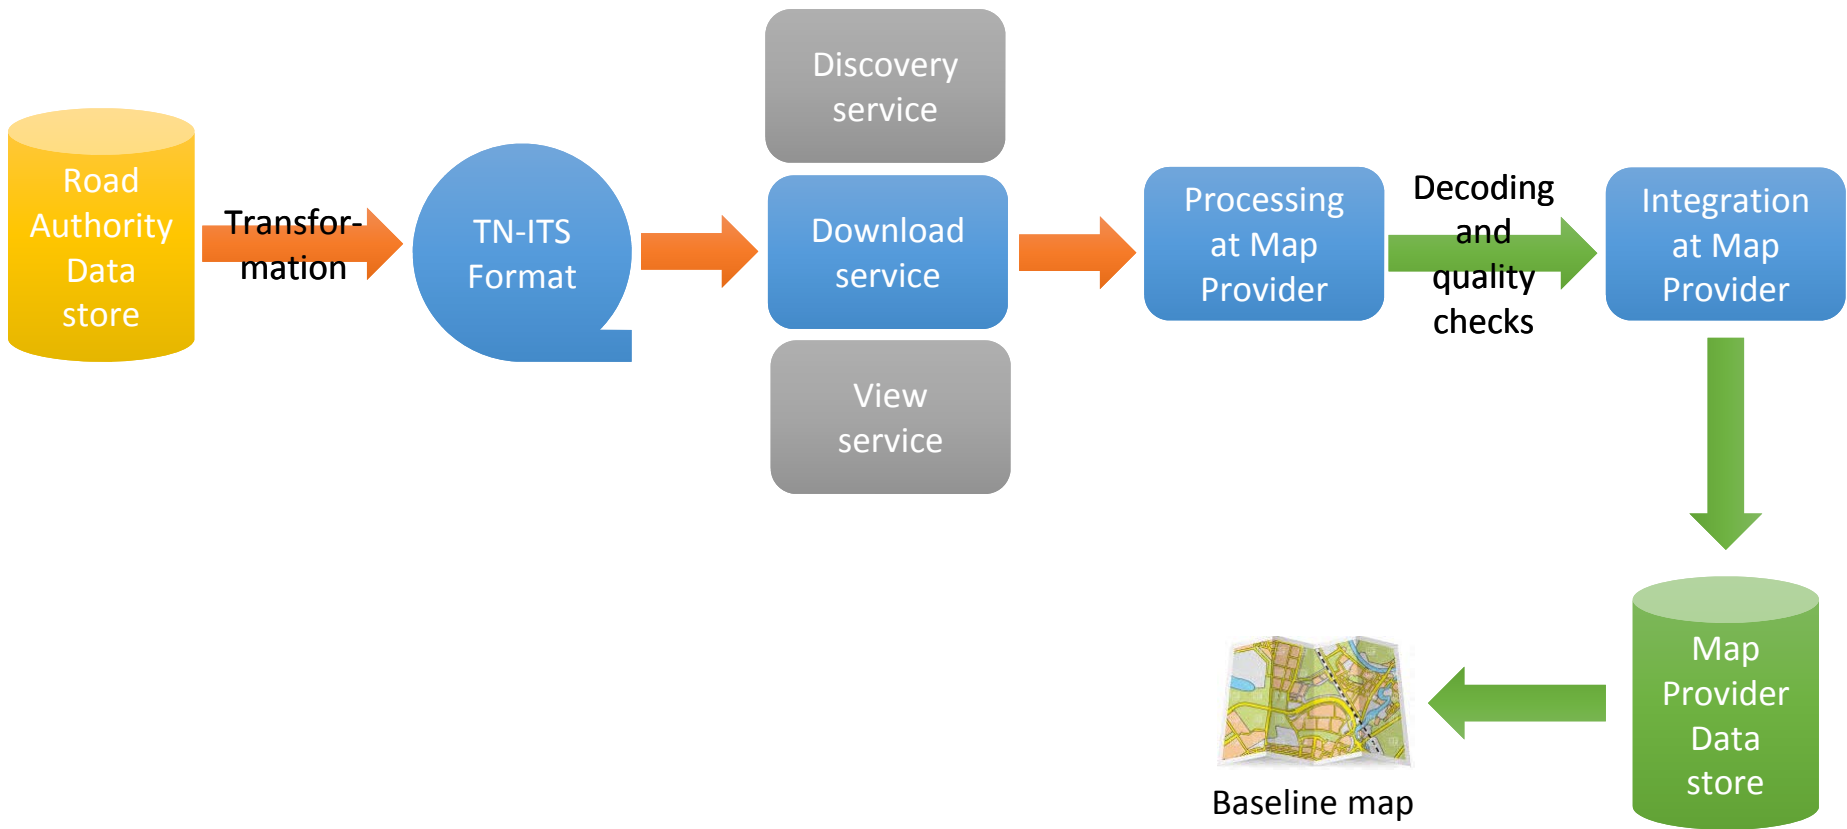 Road
Authority
Data
store
Transfor-
mation
TN-ITS
Format
Discovery
service
Download
service
View
service
Processing
at Map
Provider
Decoding
and
quality
checks
Integration
at Map
Provider
Map
Provider
Data
store
Baseline map